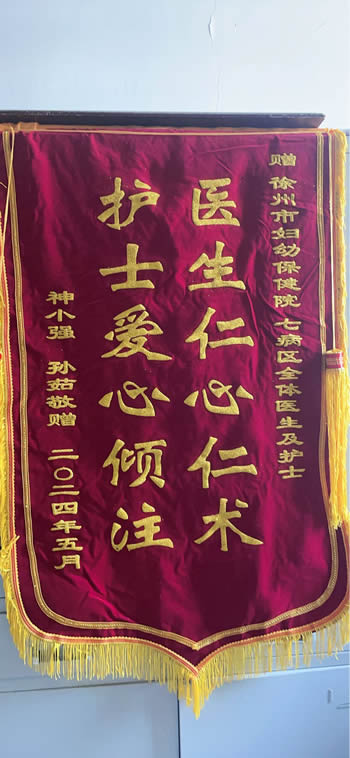 赠 徐州市妇幼保健院 七病区全体医生及护士
医生仁心仁术
护士爱心倾注
神小强 孙茹敬赠 二〇二四年五月